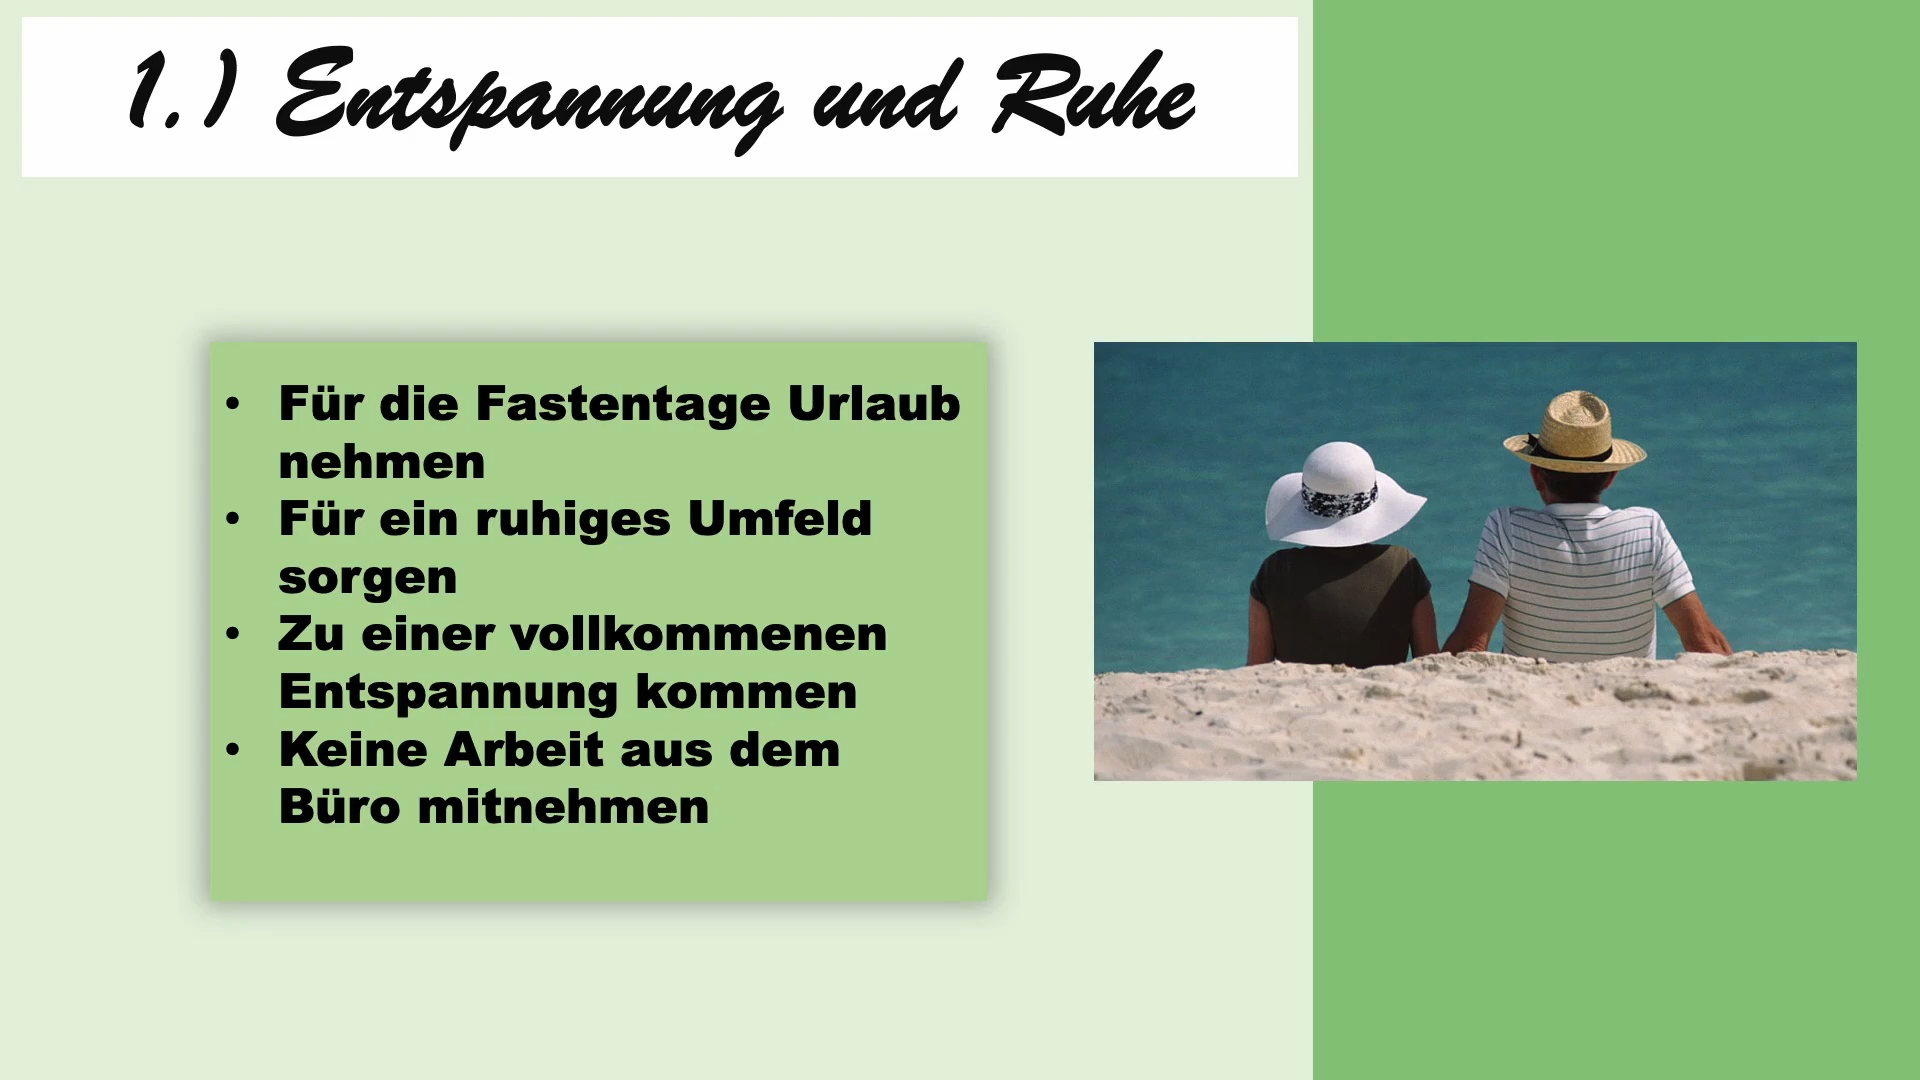 1.) Entspannung und Ruhe
• Für die Fastentage Urlaub
nehmen
• Für ein ruhiges Umfeld
sorgen
• Zu einer vollkommenen
Entspannung kommen
• Keine Arbeit aus dem
Büro mitnehmen